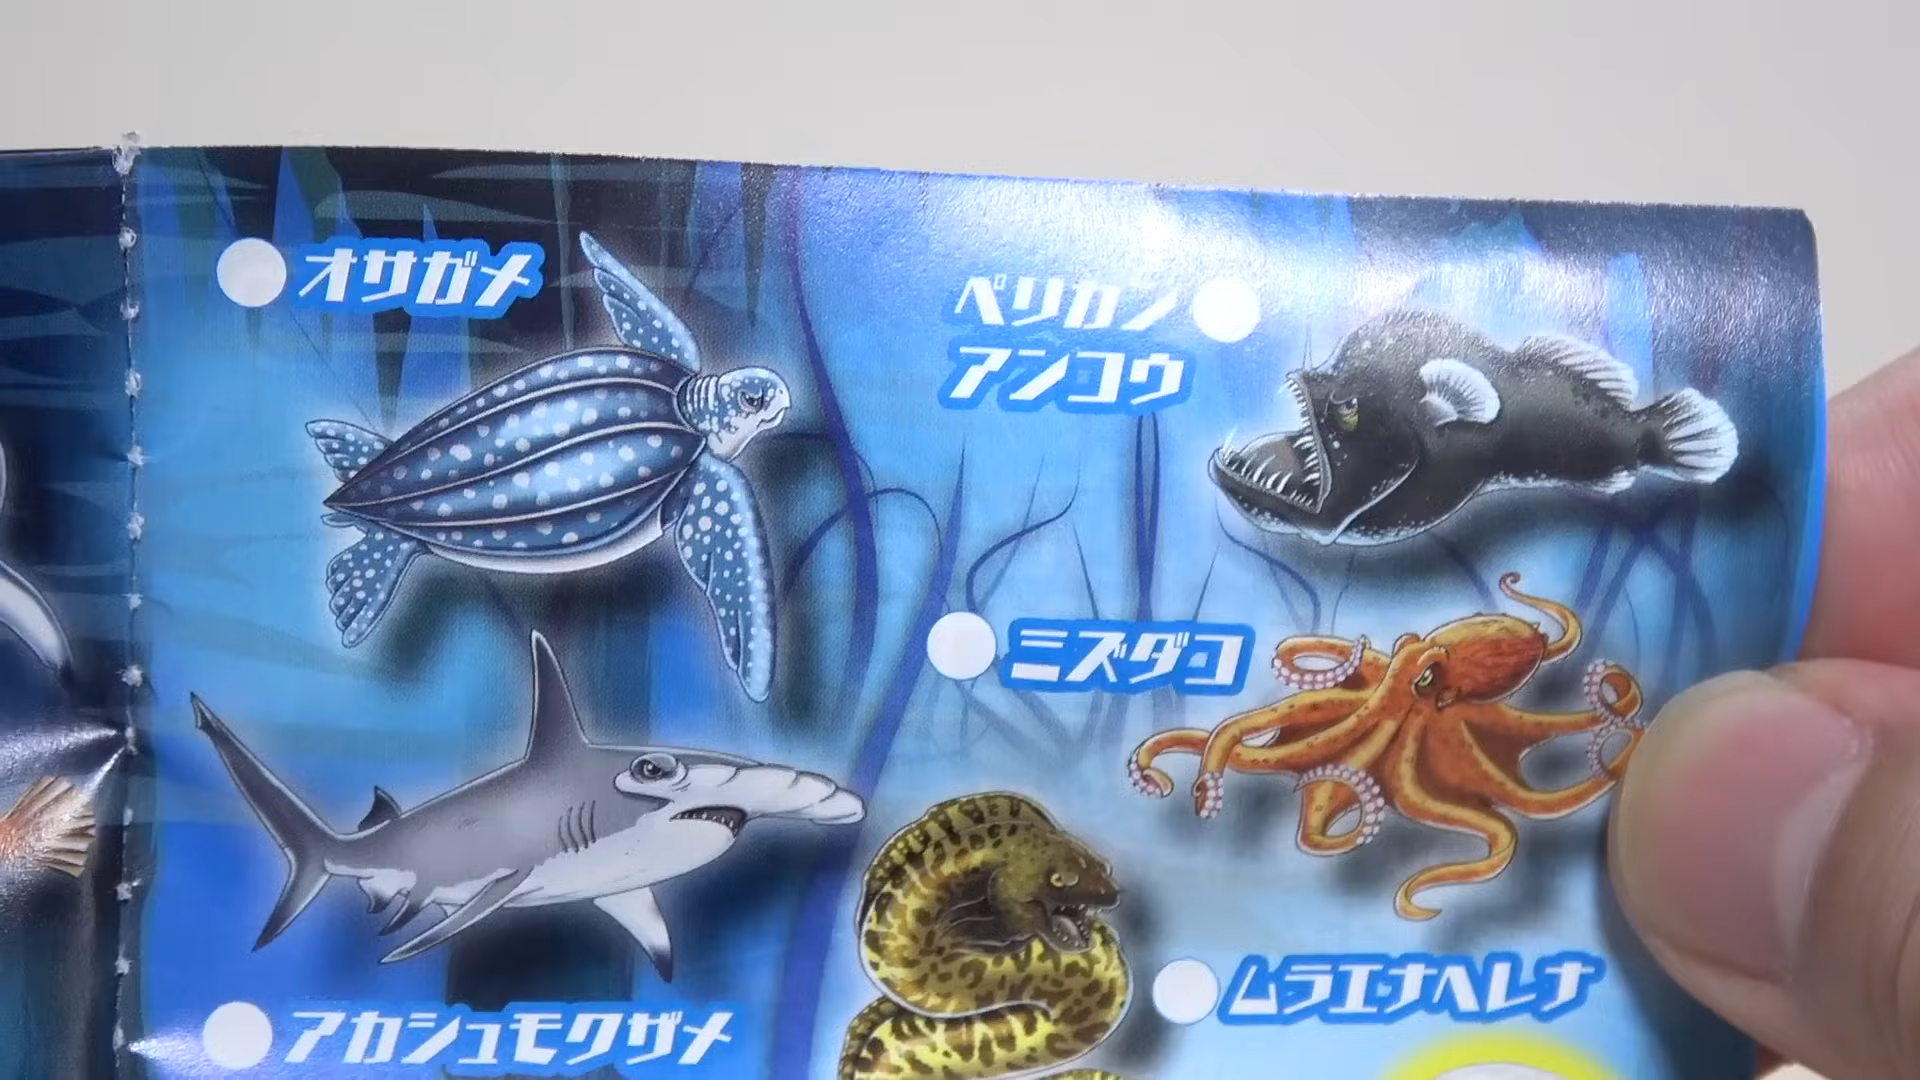 オサガメ
ペリカン
アンコウ
ミズダコ
ムラエナヘレナ
アカシュモクザメ